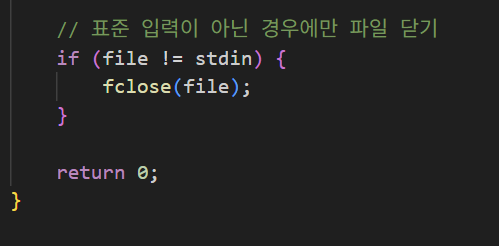 // 표준 입력이 아닌 경우에만 파일 닫기
if (file != stdin) {
fclose(file);
}
return 0;
}